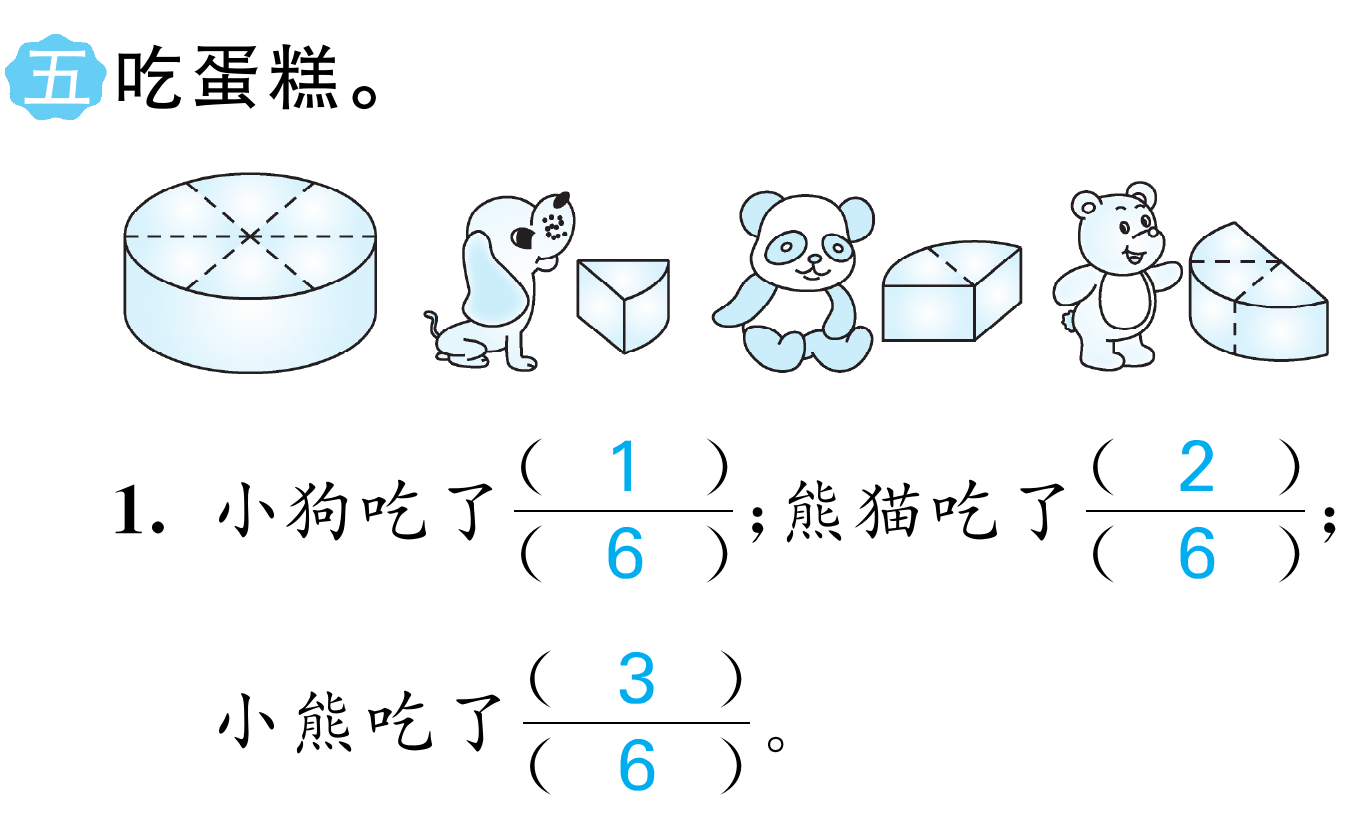 五 吃蛋糕。
1. 小狗吃了( 1 )/( 6 );熊猫吃了( 2 )/( 6 );
小熊吃了( 3 )/( 6 )。